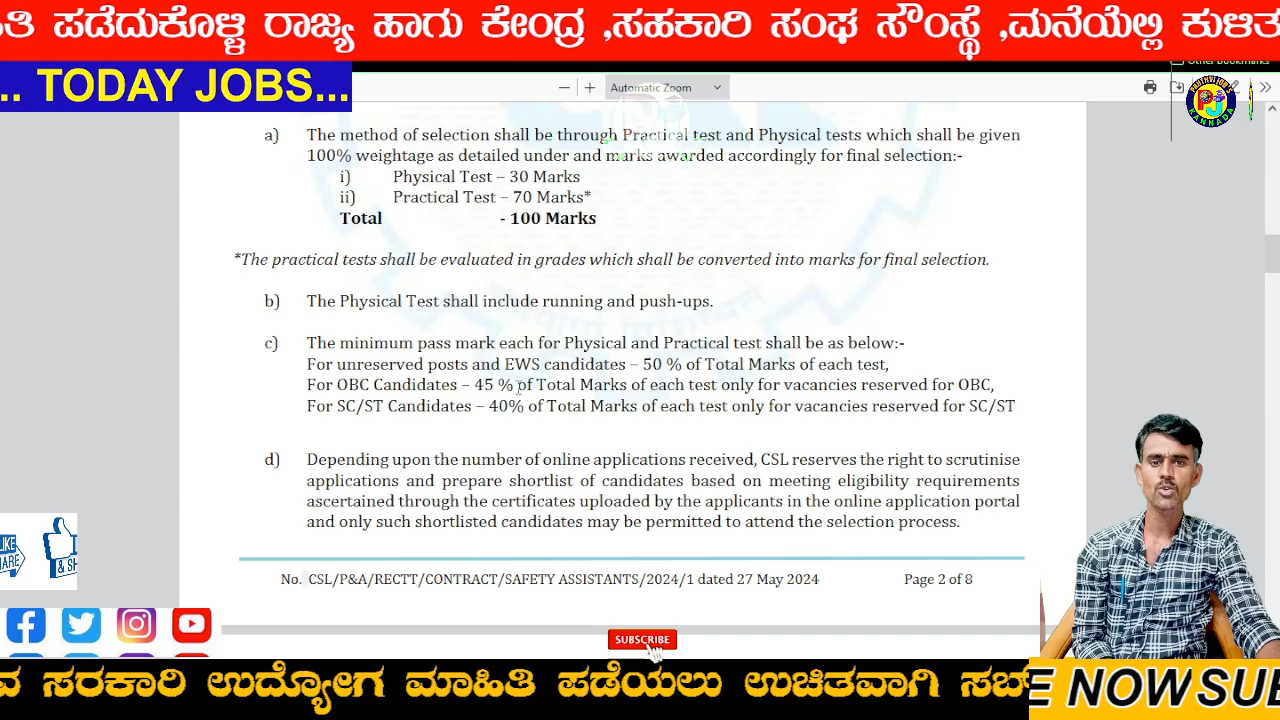 ತಿ ಪಡೆದುಕೊಳ್ಳಿ ರಾಜ್ಯ ಹಾಗು ಕೇಂದ್ರ ,ಸಹಕಾರಿ ಸಂಘ ಸೌಂಸ್ಥೆ ,ಮನೆಯೆಲ್ಲಿ ಕುಳಿತ
.. TODAY JOBS...
Other Bookmarks
Automatic Zoom
PJ
KANNADA
a) The method of selection shall be through Practical test and Physical tests which shall be given
100% weightage as detailed under and marks awarded accordingly for final selection:-
i) Physical Test – 30 Marks
ii) Practical Test – 70 Marks*
Total - 100 Marks
*The practical tests shall be evaluated in grades which shall be converted into marks for final selection.
b) The Physical Test shall include running and push-ups.
c) The minimum pass mark each for Physical and Practical test shall be as below:-
For unreserved posts and EWS candidates – 50 % of Total Marks of each test,
For OBC Candidates – 45 % of Total Marks of each test only for vacancies reserved for OBC,
For SC/ST Candidates – 40% of Total Marks of each test only for vacancies reserved for SC/ST
d) Depending upon the number of online applications received, CSL reserves the right to scrutinise
applications and prepare shortlist of candidates based on meeting eligibility requirements
ascertained through the certificates uploaded by the applicants in the online application portal
and only such shortlisted candidates may be permitted to attend the selection process.
LIKE
SHARE
& SH
No. CSL/P&A/RECTT/CONTRACT/SAFETY ASSISTANTS/2024/1 dated 27 May 2024 Page 2 of 8
SUBSCRIBE
ವ ಸರಕಾರಿ ಉದ್ಯೋಗ ಮಾಹಿತಿ ಪಡೆಯಲು ಉಚಿತವಾಗಿ ಸಬ್
E NOW SUB